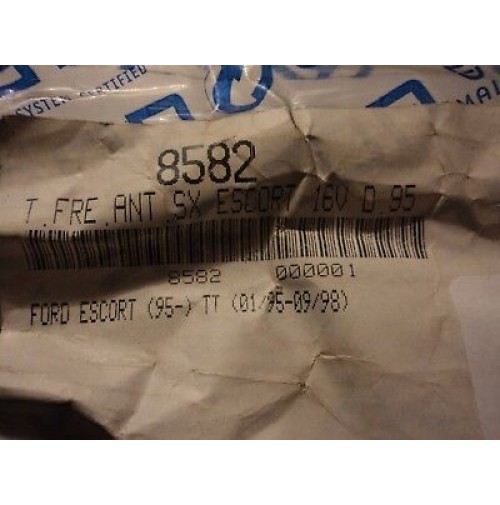 SYSTEM CERTIFIED
8582
T.FRE.ANT.SX ESCORT 16V D.95
8582 000001
FORD ESCORT (95-) TT (01/95-09/98)